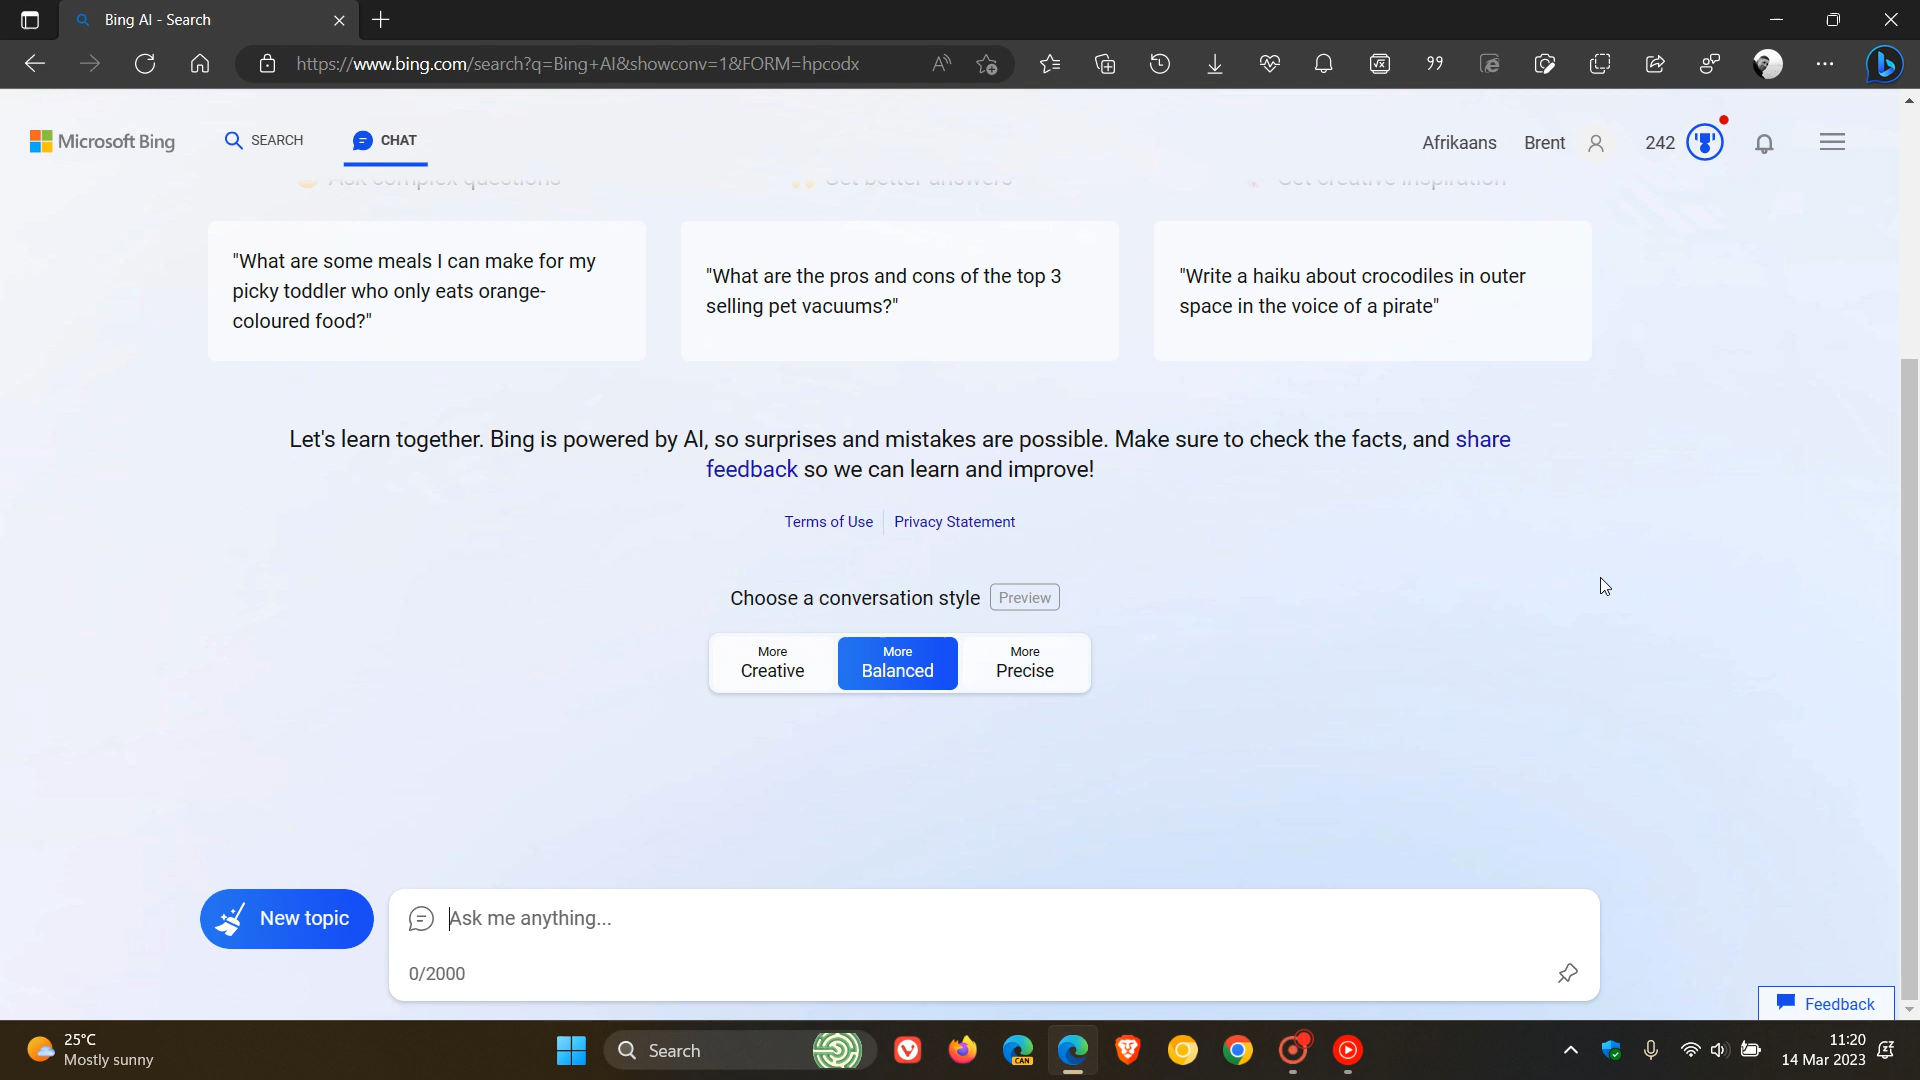 Bing AI - Search
https://www.bing.com/search?q=Bing+AI&showconv=1&FORM=hpcodx
Microsoft Bing
SEARCH
CHAT
Afrikaans
Brent
242
"What are some meals I can make for my
picky toddler who only eats orange-
coloured food?"
"What are the pros and cons of the top 3
selling pet vacuums?"
"Write a haiku about crocodiles in outer
space in the voice of a pirate"
Let's learn together. Bing is powered by AI, so surprises and mistakes are possible. Make sure to check the facts, and share
feedback so we can learn and improve!
Terms of Use
Privacy Statement
Choose a conversation style Preview
More
Creative
More
Balanced
More
Precise
New topic
Ask me anything...
0/2000
Feedback
25°C
Mostly sunny
Search
CAN
11:20
14 Mar 2023